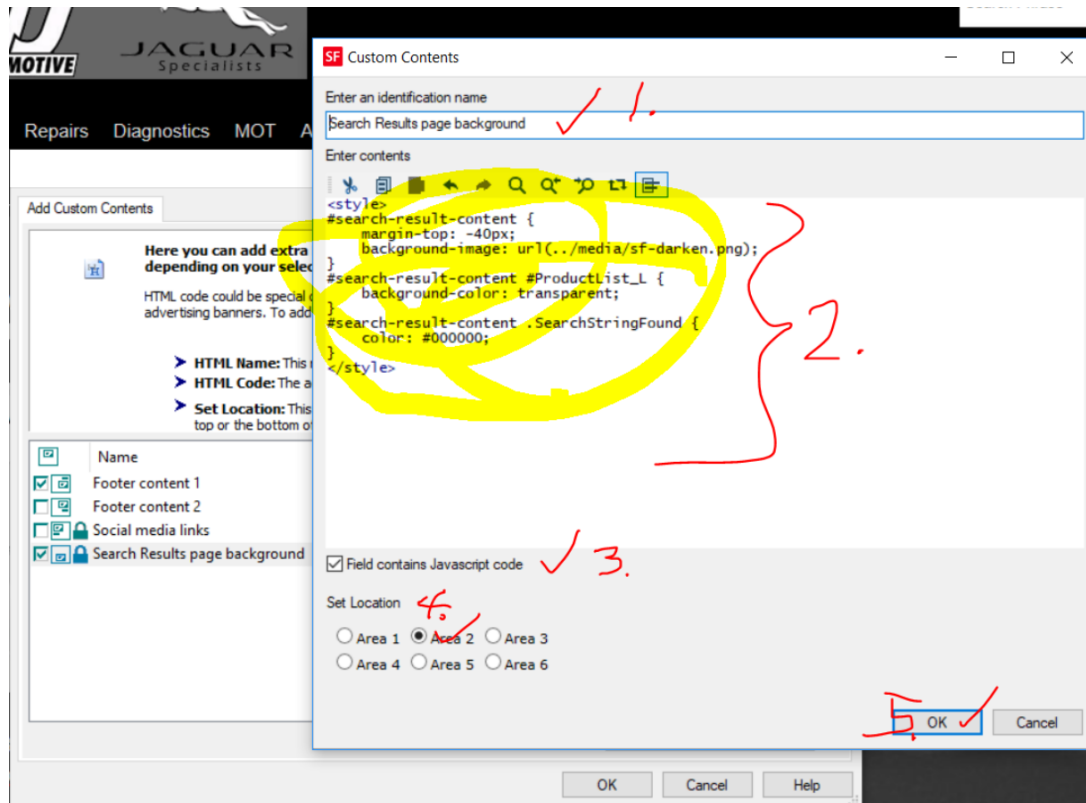 MOTIVE
JAGUAR
Specialists
Repairs Diagnostics MOT A
SF Custom Contents
Enter an identification name
Search Results page background
1.
Enter contents
<style>
#search-result-content {
    margin-top: -40px;
    background-image: url(../media/sf-darken.png);
}
#search-result-content #ProductList_L {
    background-color: transparent;
}
#search-result-content .SearchStringFound {
    color: #000000;
}
</style>
2.
Field contains Javascript code
3.
Set Location
4.
Area 1 Area 2 Area 3
Area 4 Area 5 Area 6
5.
OK Cancel
Add Custom Contents
Here you can add extra
depending on your selec
HTML code could be special
advertising banners. To add
HTML Name: This
HTML Code: The a
Set Location: This
top or the bottom o
Name
Footer content 1
Footer content 2
Social media links
Search Results page background
OK Cancel Help